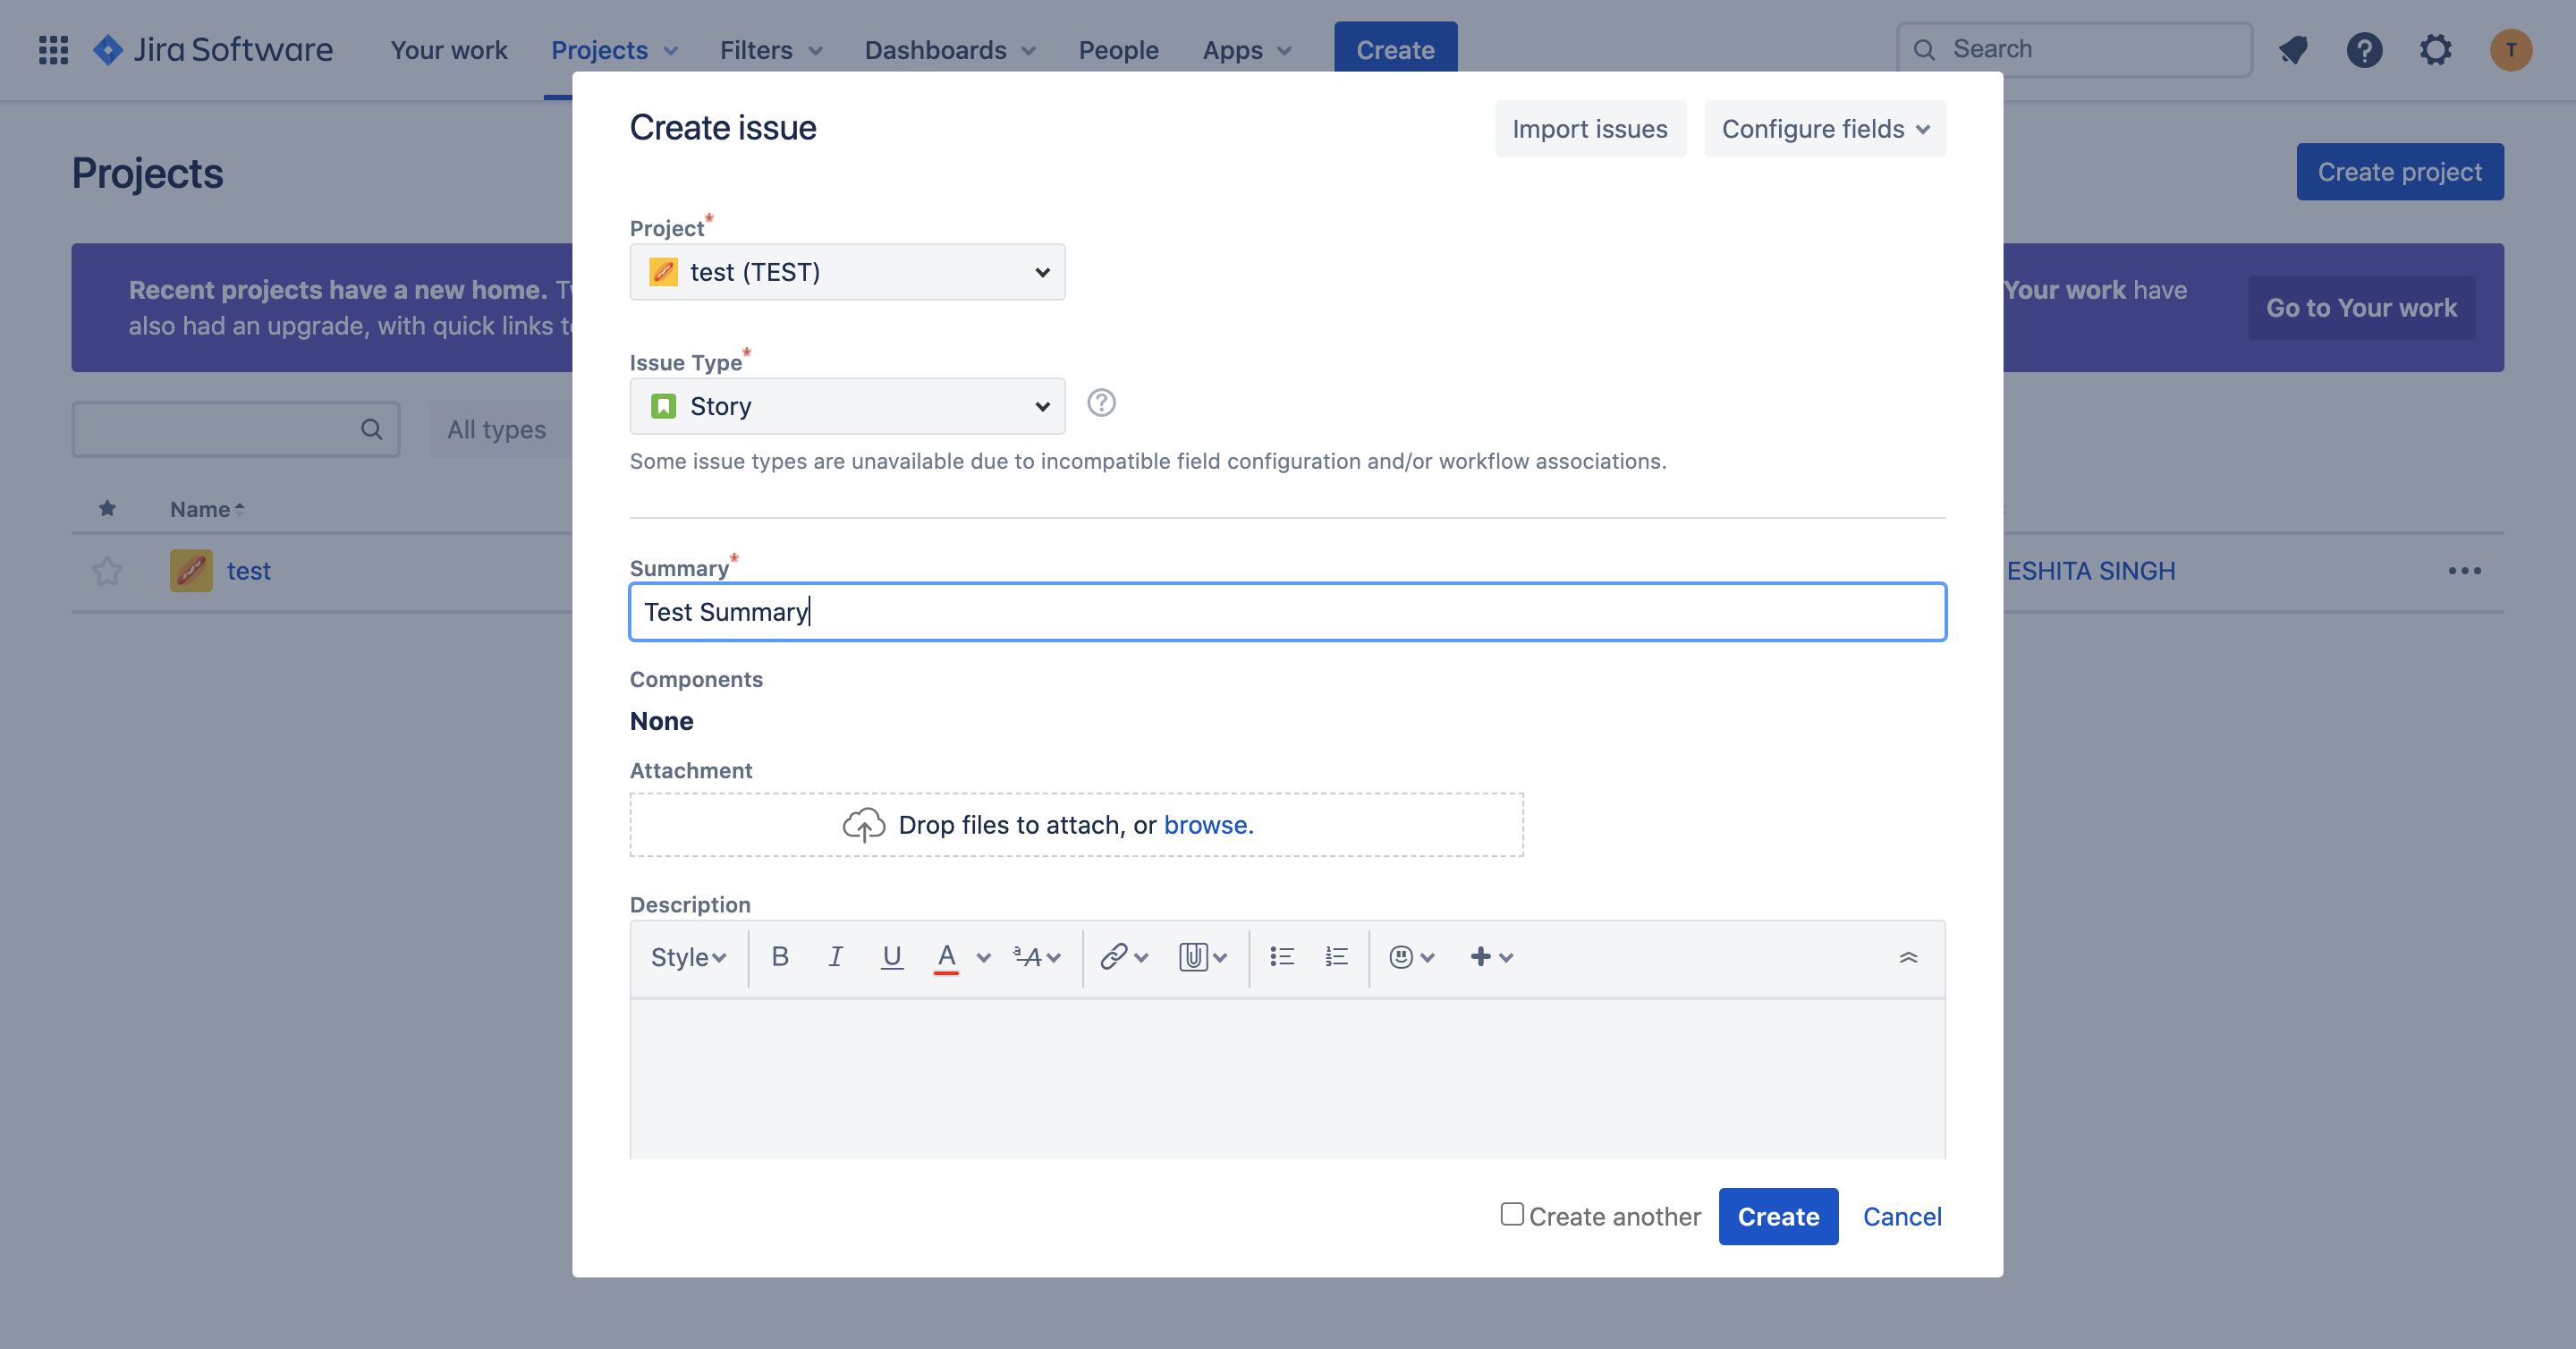 Jira Software Your work Projects Filters Dashboards People Apps Create Search T
Projects
Create project
Recent projects have a new home.
also had an upgrade, with quick links
Your work have
Go to Your work
All types
Name
test
ESHITA SINGH
Create issue
Import issues
Configure fields
Project*
test (TEST)
Issue Type*
Story
Some issue types are unavailable due to incompatible field configuration and/or workflow associations.
Summary*
Test Summary
Components
None
Attachment
Drop files to attach, or browse.
Description
Style B I U A ᵃA
Create another Create Cancel